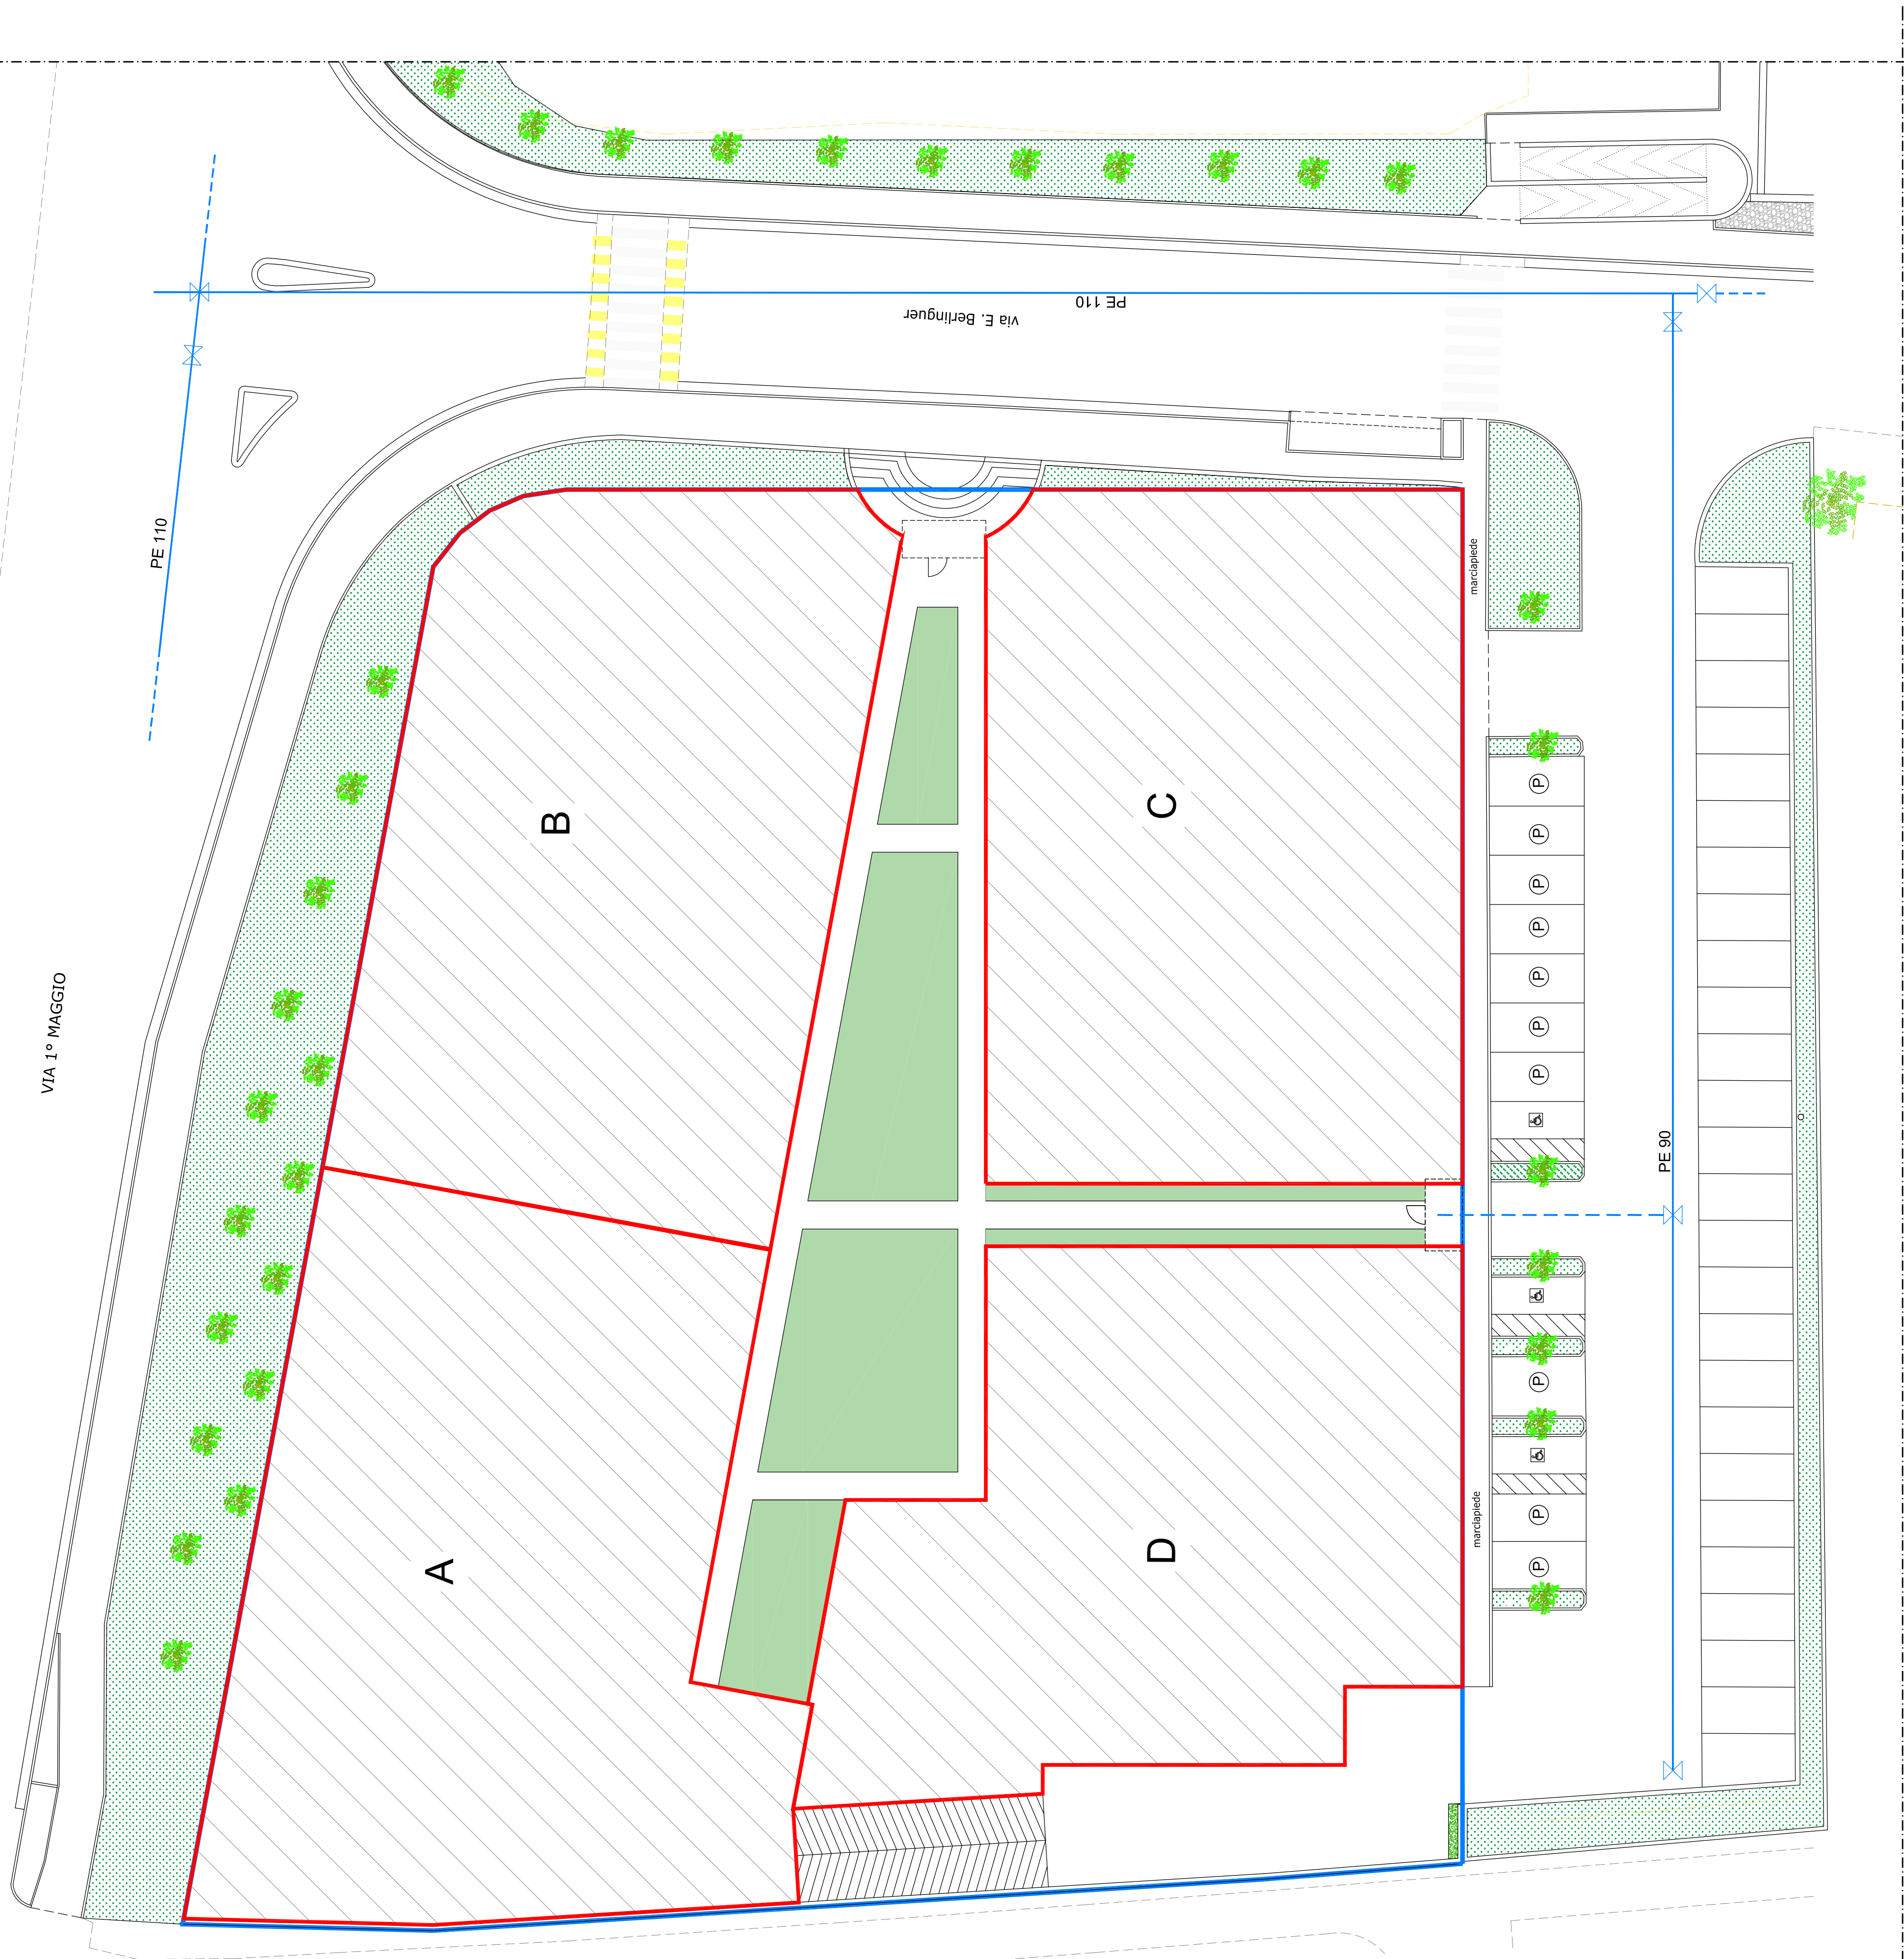 PE 110
via E. Berlinguer
PE 110
marciapiede
B
C
P
P
P
P
P
P
P
VIA 1° MAGGIO
PE 90
P
marciapiede
A
D
P
P